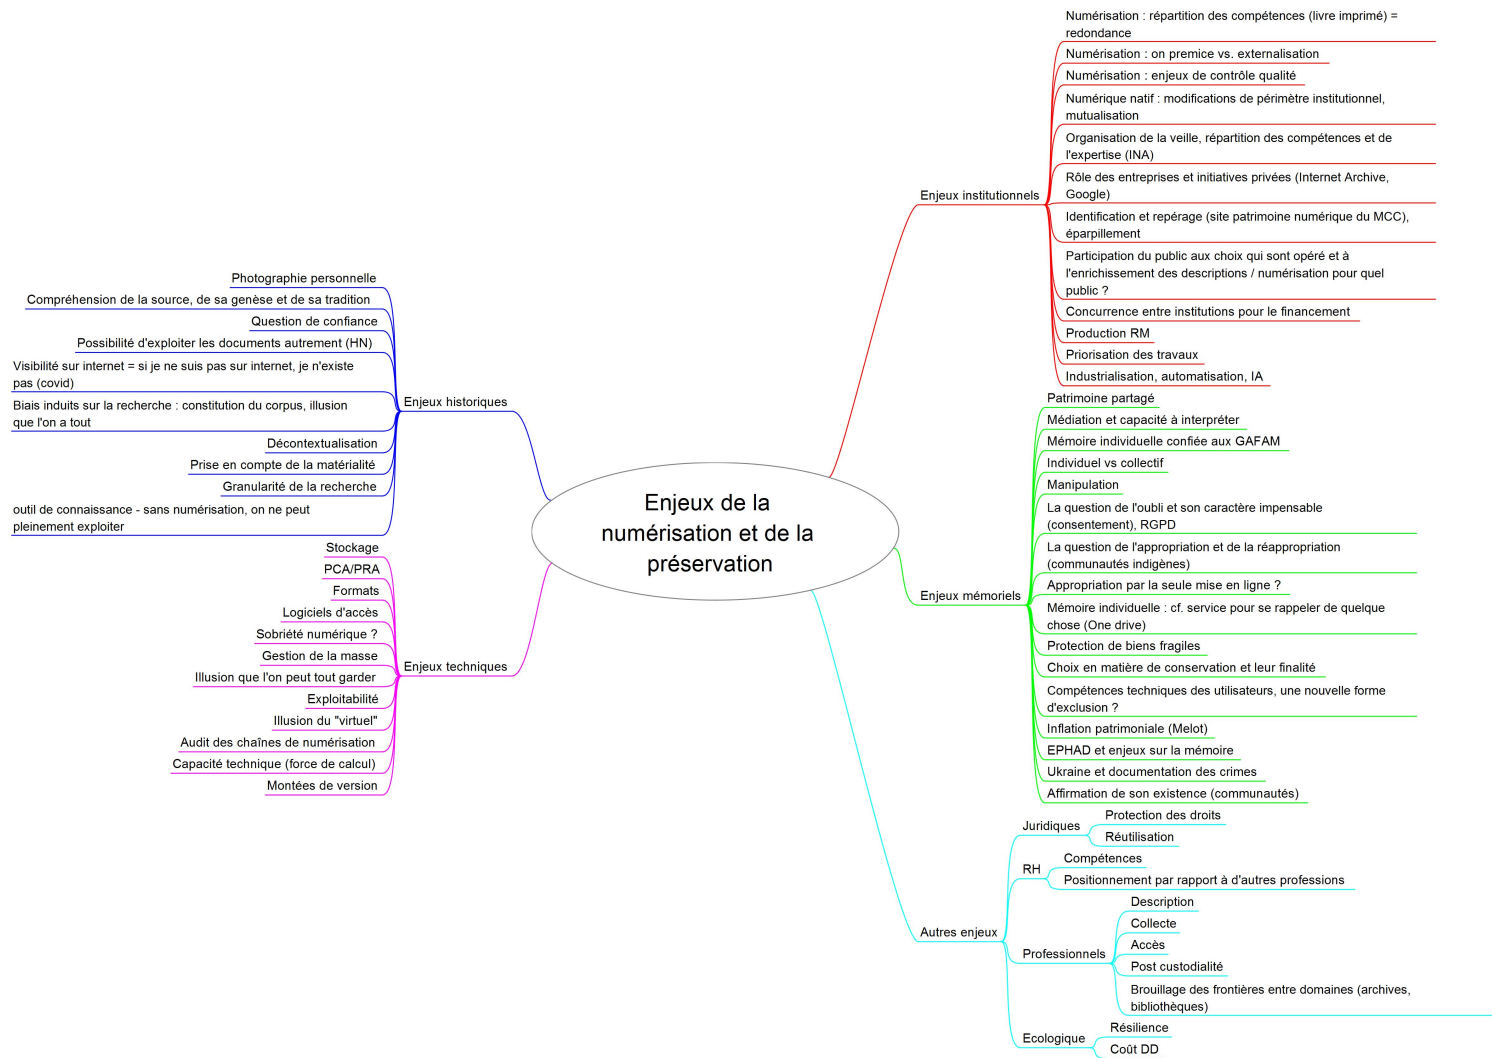 Enjeux de la
numérisation et de la
préservation
Enjeux institutionnels
Numérisation : répartition des compétences (livre imprimé) =
redondance
Numérisation : on premice vs. externalisation
Numérisation : enjeux de contrôle qualité
Numérique natif : modifications de périmètre institutionnel,
mutualisation
Organisation de la veille, répartition des compétences et de
l'expertise (INA)
Rôle des entreprises et initiatives privées (Internet Archive,
Google)
Identification et repérage (site patrimoine numérique du MCC),
éparpillement
Participation du public aux choix qui sont opéré et à
l'enrichissement des descriptions / numérisation pour quel
public ?
Concurrence entre institutions pour le financement
Production RM
Priorisation des travaux
Industrialisation, automatisation, IA
Enjeux mémoriels
Patrimoine partagé
Médiation et capacité à interpréter
Mémoire individuelle confiée aux GAFAM
Individuel vs collectif
Manipulation
La question de l'oubli et son caractère impensable
(consentement), RGPD
La question de l'appropriation et de la réappropriation
(communautés indigènes)
Appropriation par la seule mise en ligne ?
Mémoire individuelle : cf. service pour se rappeler de quelque
chose (One drive)
Protection de biens fragiles
Choix en matière de conservation et leur finalité
Compétences techniques des utilisateurs, une nouvelle forme
d'exclusion ?
Inflation patrimoniale (Melot)
EPHAD et enjeux sur la mémoire
Ukraine et documentation des crimes
Affirmation de son existence (communautés)
Autres enjeux
Juridiques
Protection des droits
Réutilisation
RH
Compétences
Positionnement par rapport à d'autres professions
Professionnels
Description
Collecte
Accès
Post custodialité
Brouillage des frontières entre domaines (archives,
bibliothèques)
Ecologique
Résilience
Coût DD
Enjeux historiques
Photographie personnelle
Compréhension de la source, de sa genèse et de sa tradition
Question de confiance
Possibilité d'exploiter les documents autrement (HN)
Visibilité sur internet = si je ne suis pas sur internet, je n'existe
pas (covid)
Biais induits sur la recherche : constitution du corpus, illusion
que l'on a tout
Décontextualisation
Prise en compte de la matérialité
Granularité de la recherche
outil de connaissance - sans numérisation, on ne peut
pleinement exploiter
Enjeux techniques
Stockage
PCA/PRA
Formats
Logiciels d'accès
Sobriété numérique ?
Gestion de la masse
Illusion que l'on peut tout garder
Exploitabilité
Illusion du "virtuel"
Audit des chaînes de numérisation
Capacité technique (force de calcul)
Montées de version